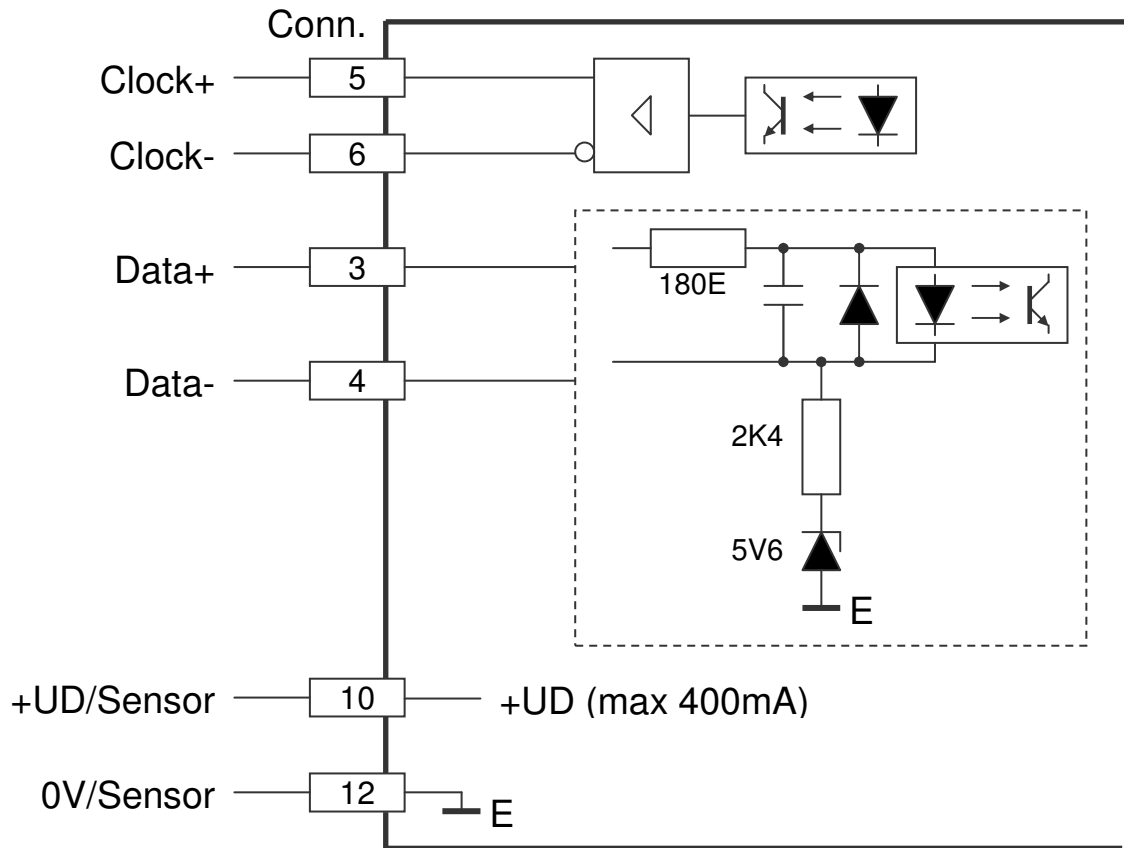 Conn.
Clock+ 5
Clock- 6
Data+ 3
180E
Data- 4
2K4
5V6
E
+UD/Sensor 10 +UD (max 400mA)
0V/Sensor 12 E